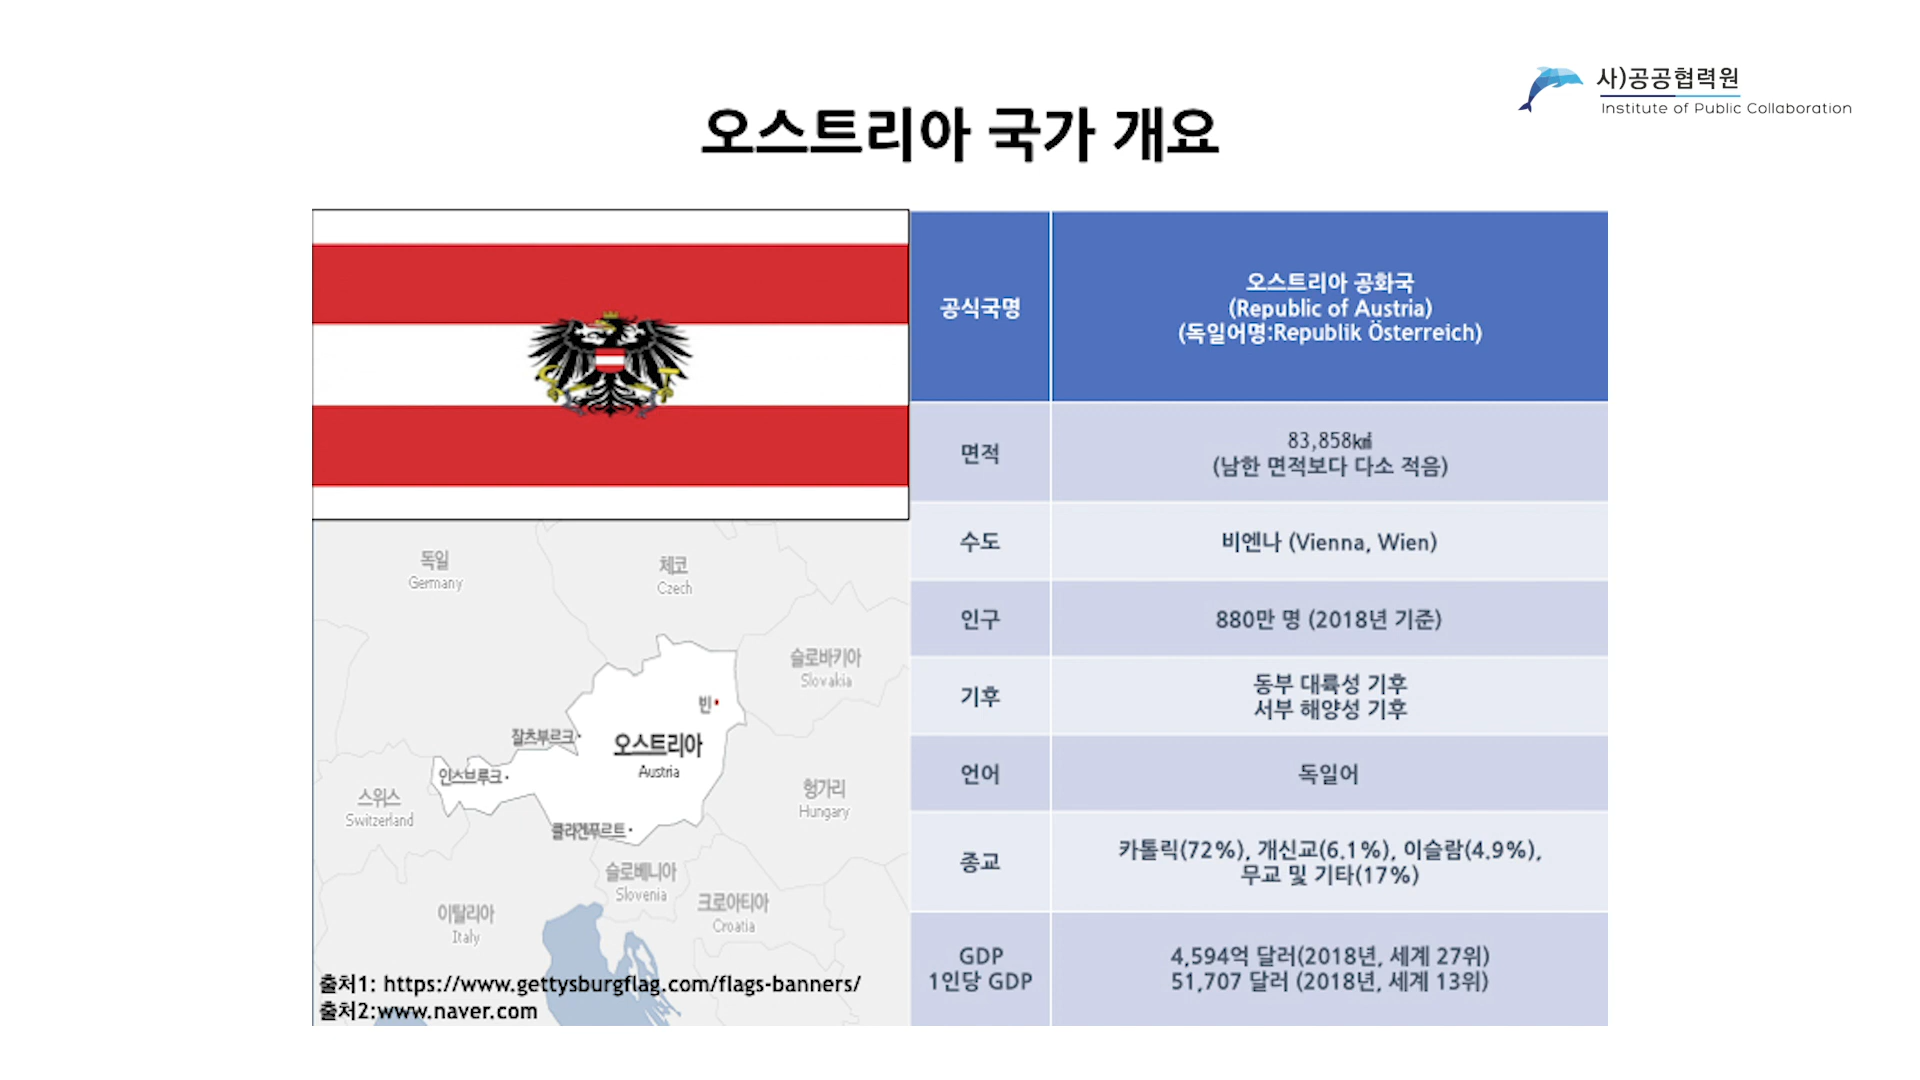 사)공공협력원
Institute of Public Collaboration
오스트리아 국가 개요
공식국명
오스트리아 공화국
(Republic of Austria)
(독일어명:Republik Österreich)
면적
83,858㎢
(남한 면적보다 다소 적음)
수도
비엔나 (Vienna, Wien)
인구
880만 명 (2018년 기준)
기후
동부 대륙성 기후
서부 해양성 기후
언어
독일어
종교
카톨릭(72%), 개신교(6.1%), 이슬람(4.9%),
무교 및 기타(17%)
GDP
1인당 GDP
4,594억 달러(2018년, 세계 27위)
51,707 달러 (2018년, 세계 13위)
독일
Germany
체코
Czech
슬로바키아
Slovakia
빈
잘츠부르크
오스트리아
Austria
인스브루크
스위스
Switzerland
헝가리
Hungary
클라겐푸르트
슬로베니아
Slovenia
크로아티아
Croatia
이탈리아
Italy
출처1: https://www.gettysburgflag.com/flags-banners/
출처2:www.naver.com